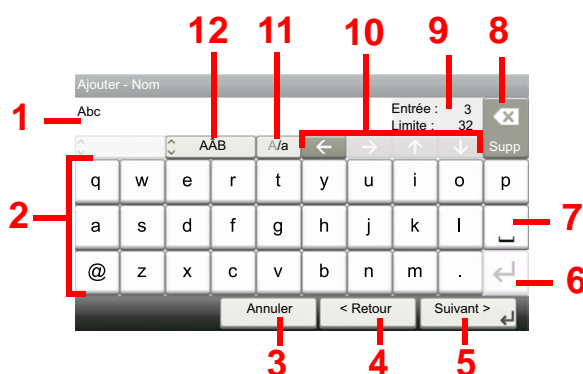 12 11 10 9 8
Ajouter - Nom
1 Abc Entrée : 3
Limite : 32
AÂB A/a ← → ↑ ↓ Supp
q w e r t y u i o p
2 a s d f g h j k l 7
@ z x c v b n m . 6
Annuler < Retour Suivant >
3 4 5